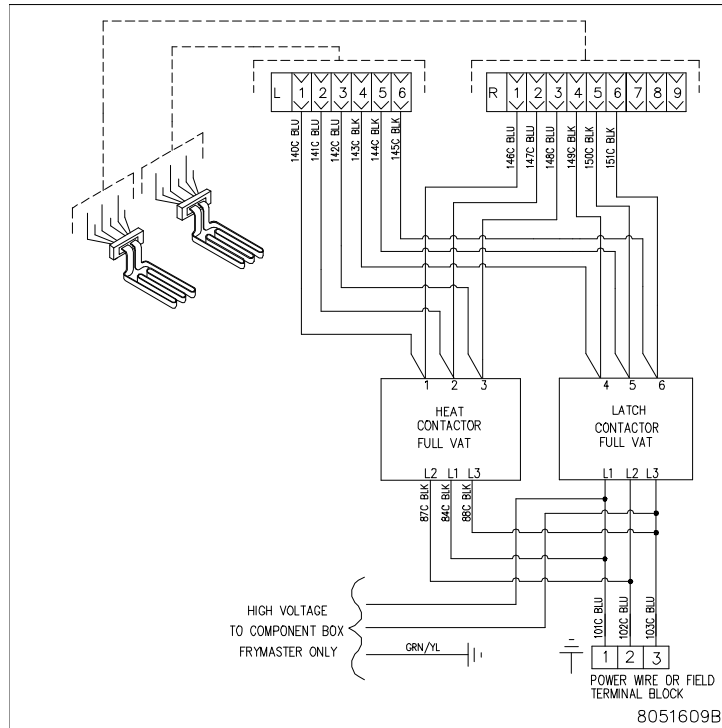 L 1 2 3 4 5 6
R 1 2 3 4 5 6 7 8 9
140C BLU
141C BLU
142C BLU
143C BLK
144C BLK
145C BLK
146C BLU
147C BLU
148C BLU
149C BLK
150C BLK
151C BLK
1 2 3
HEAT
CONTACTOR
FULL VAT
L2 L1 L3
4 5 6
LATCH
CONTACTOR
FULL VAT
L1 L2 L3
87C BLK
84C BLK
88C BLK
HIGH VOLTAGE
TO COMPONENT BOX
FRYMASTER ONLY
GRN/YL
101C BLU
102C BLU
103C BLU
1 2 3
POWER WIRE OR FIELD
TERMINAL BLOCK
8051609B